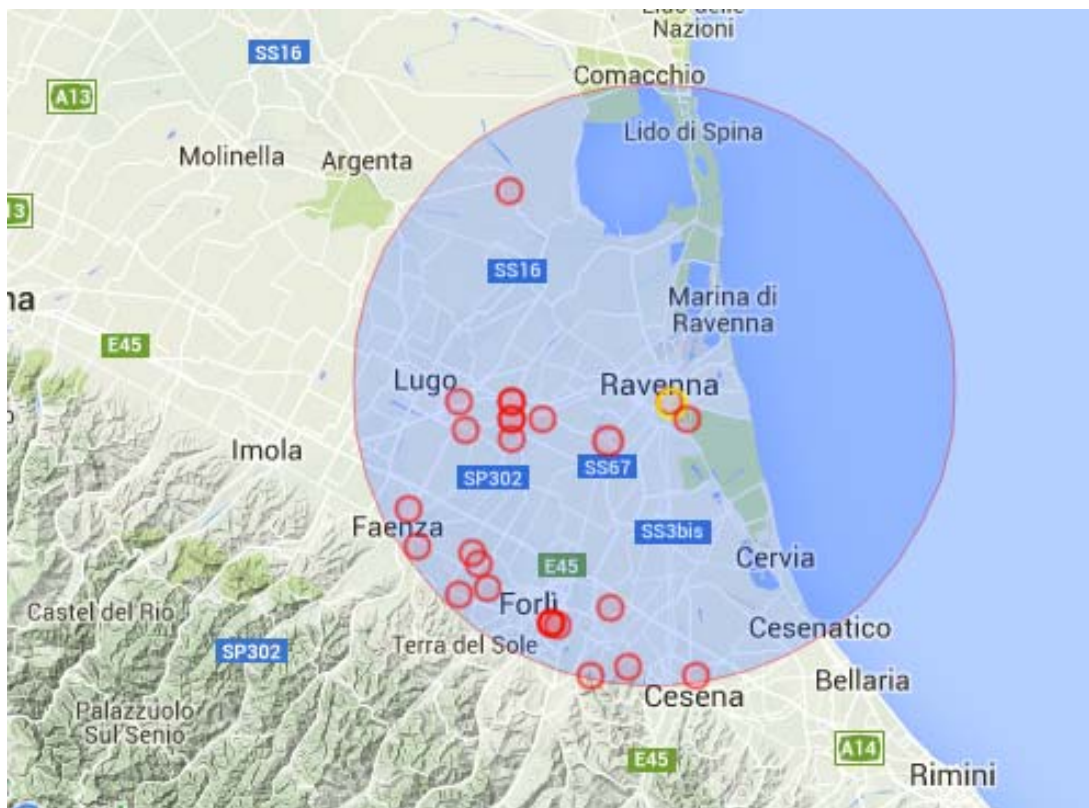 Lido delle
Nazioni
SS16
Comacchio
A13
Lido di Spina
Molinella
Argenta
SS16
Marina di
Ravenna
E45
Lugo
Ravenna
Imola
SS67
SP302
Faenza
SS3bis
Cervia
E45
Castel del Rio
Forlì
Cesenatico
Terra del Sole
SP302
Bellaria
Cesena
Palazzuolo
Sul Senio
A14
E45
Rimini